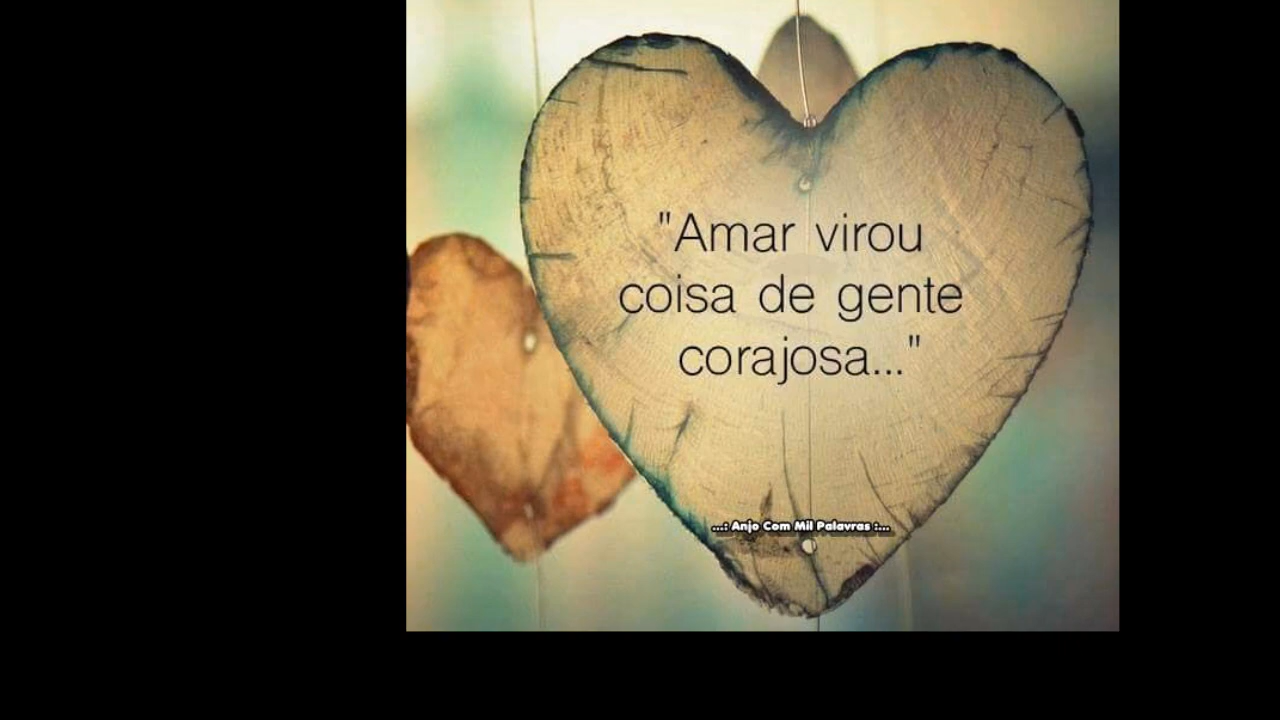 "Amar virou
coisa de gente
corajosa..."
...: Anjo Com Mil Palavras :...